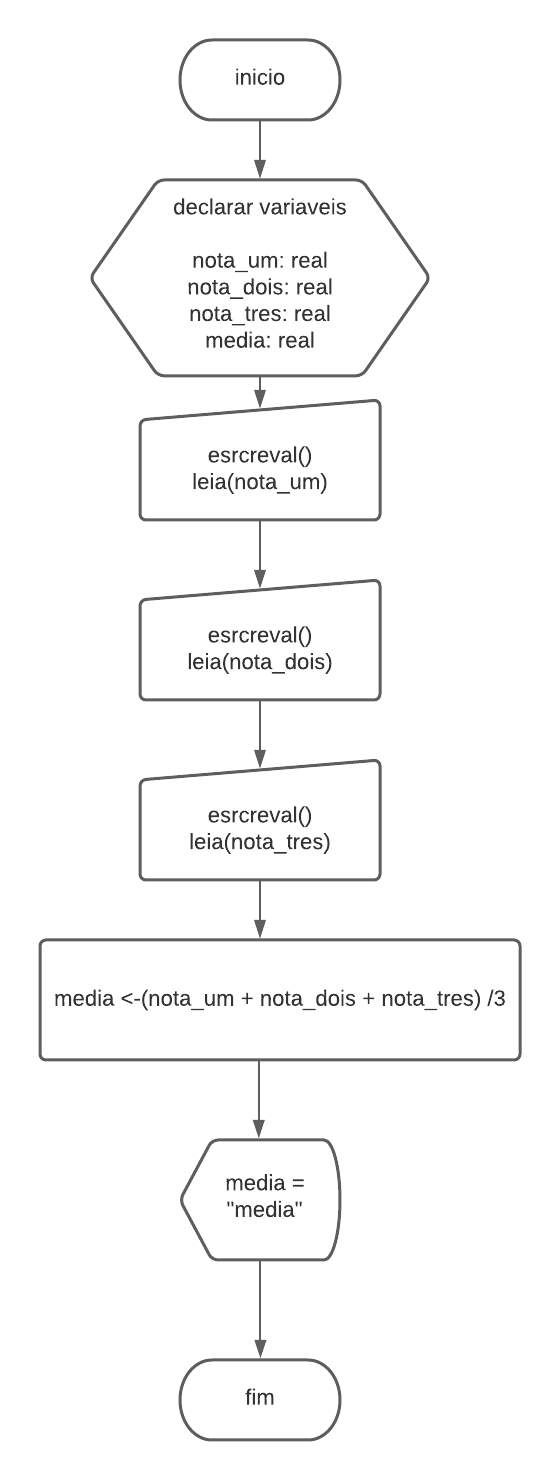 inicio
declarar variaveis
nota_um: real
nota_dois: real
nota_tres: real
media: real
esrcreval()
leia(nota_um)
esrcreval()
leia(nota_dois)
esrcreval()
leia(nota_tres)
media <-(nota_um + nota_dois + nota_tres) /3
media =
"media"
fim